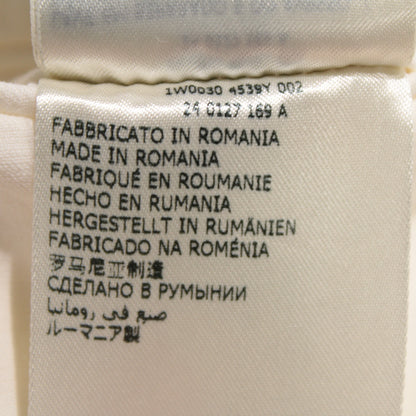 1W0630 4539Y 002
24 0127 169 A
FABBRICATO IN ROMANIA
MADE IN ROMANIA
FABRIQUÉ EN ROUMANIE
HECHO EN RUMANIA
HERGESTELLT IN RUMÄNIEN
FABRICADO NA ROMÉNIA
罗马尼亚制造
СДЕЛАНО В РУМЫНИИ
صنع في رومانيا
ルーマニア製